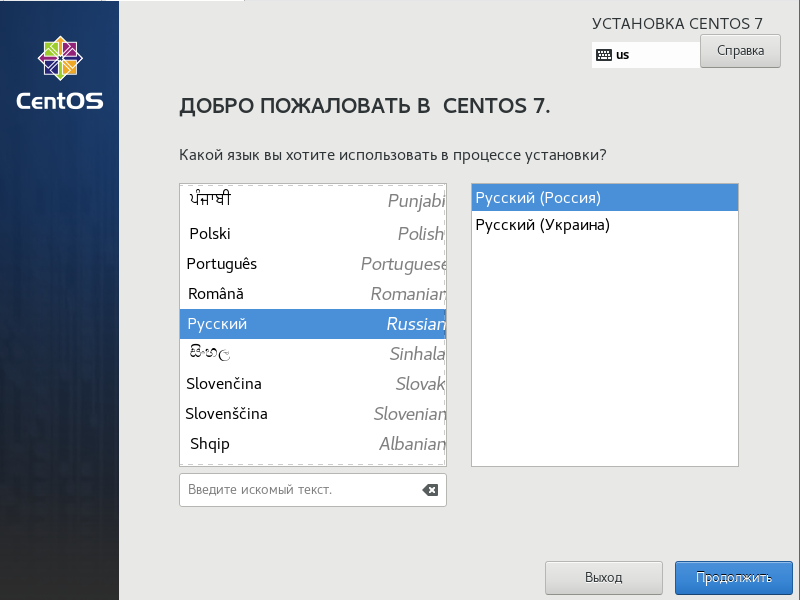 CentOS
УСТАНОВКА CENTOS 7
us
Справка
ДОБРО ПОЖАЛОВАТЬ В CENTOS 7.
Какой язык вы хотите использовать в процессе установки?
ਪੰਜਾਬੀ Punjabi
Polski Polish
Português Portuguese
Română Romanian
Русский Russian
සිංහල Sinhala
Slovenčina Slovak
Slovenščina Slovenian
Shqip Albanian
Русский (Россия)
Русский (Украина)
Введите искомый текст.
Выход
Продолжить